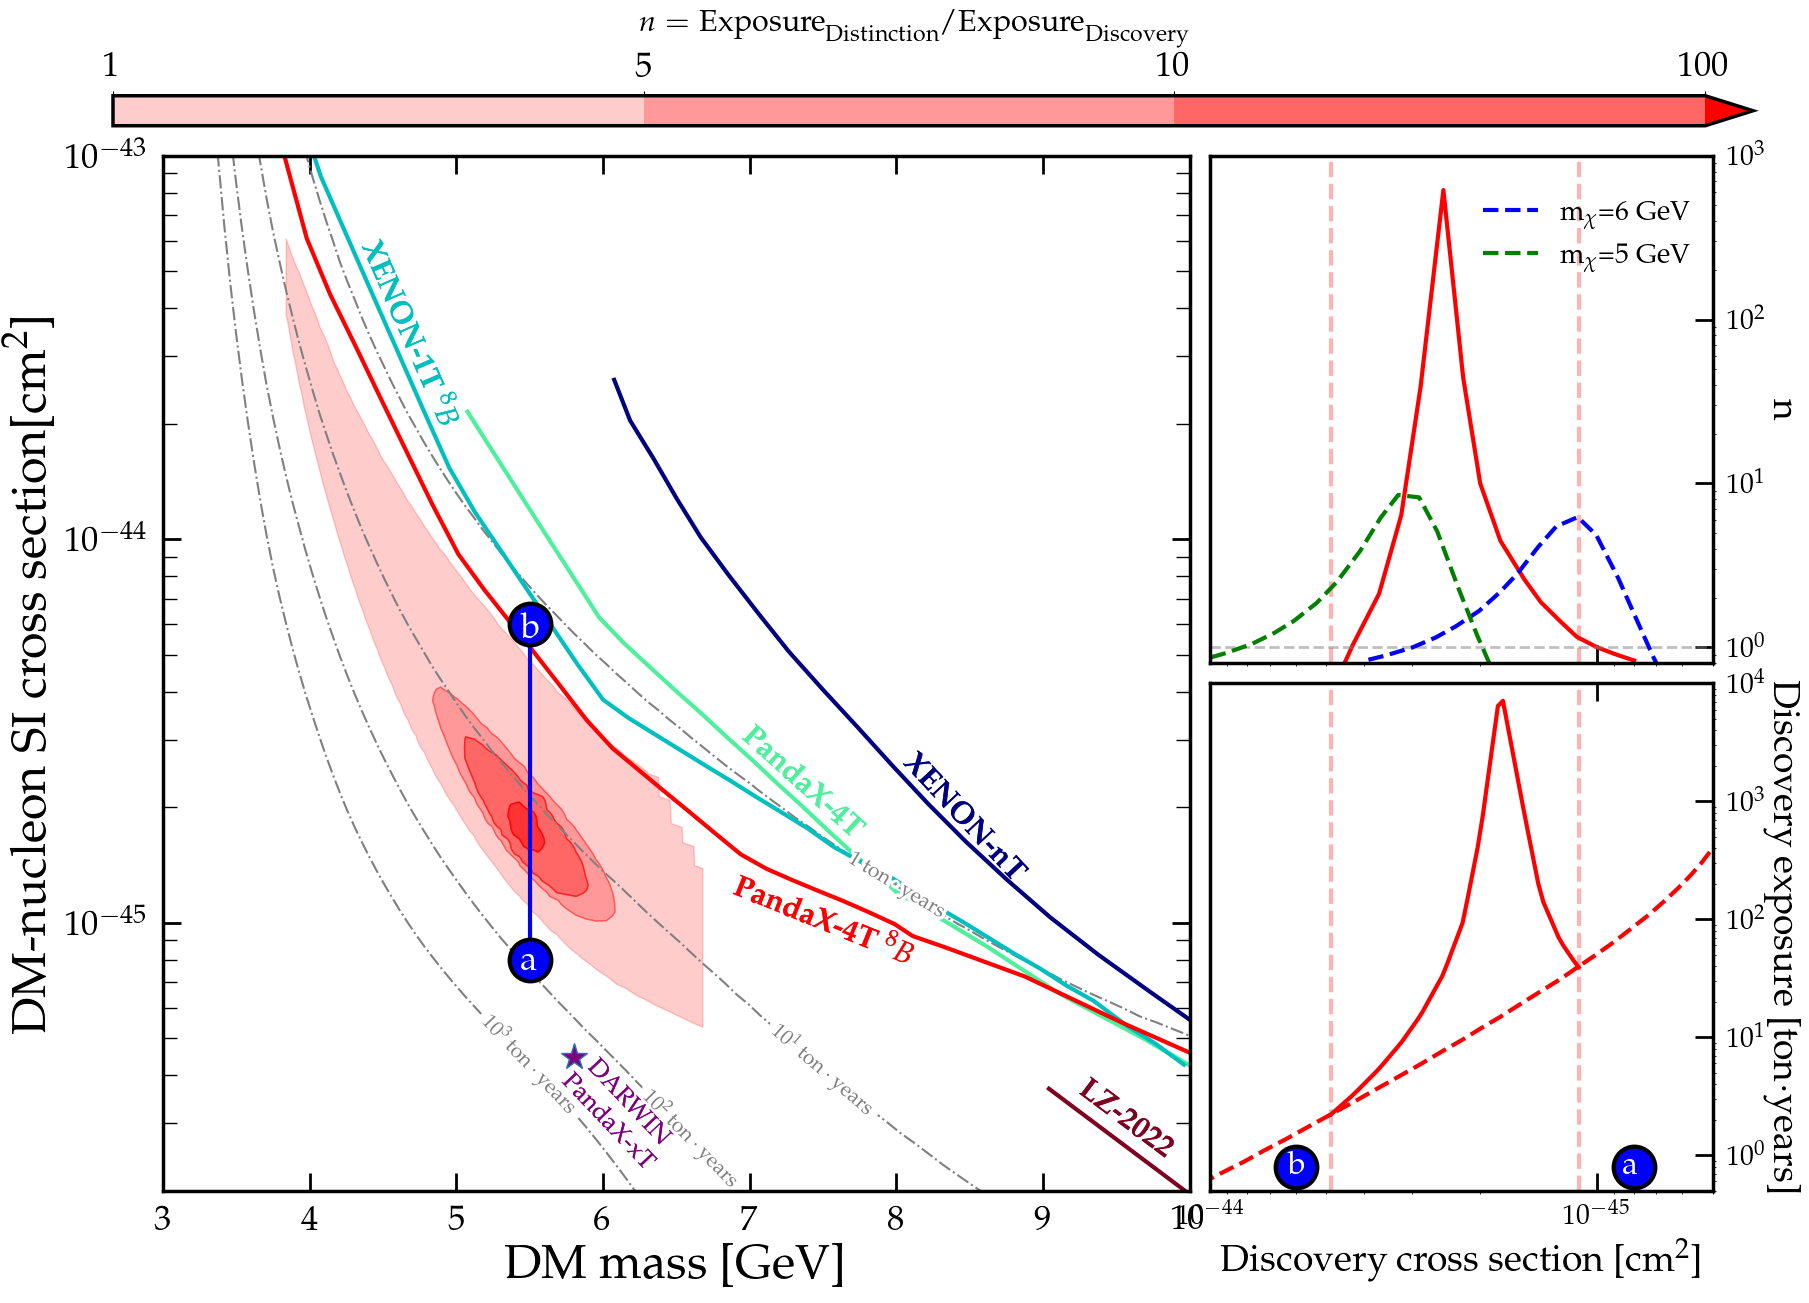 n = Exposure_Distinction/Exposure_Discovery
1 5 10 100
10^−43
10^−44
10^−45
DM-nucleon SI cross section[cm^2]
XENON-1T ^8B
b
a
PandaX-4T
XENON-nT
PandaX-4T ^8B
1 ton·years
10^1 ton·years
10^2 ton·years
10^3 ton·years
DARWIN
PandaX-xT
LZ-2022
3 4 5 6 7 8 9 10
DM mass [GeV]
m_χ=6 GeV
m_χ=5 GeV
10^3
10^2
10^1
10^0
n
10^4
10^3
10^2
10^1
10^0
Discovery exposure [ton·years]
b
a
10^−44 10^−45
Discovery cross section [cm^2]